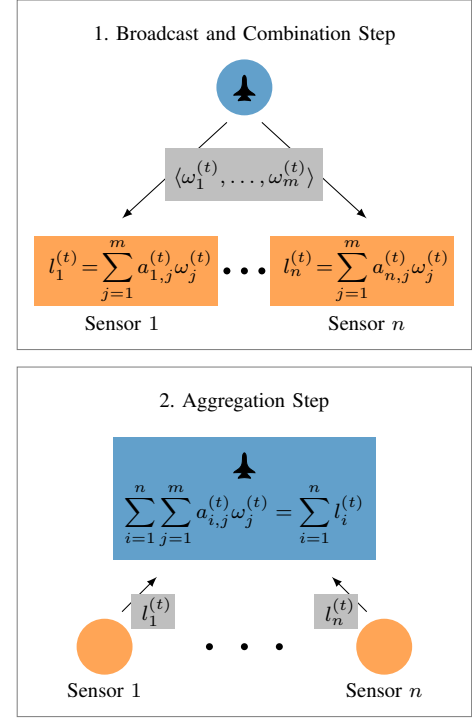 1. Broadcast and Combination Step
⟨ω₁^{(t)}, . . . , ω_m^{(t)}⟩
l_1^{(t)} = \sum_{j=1}^{m} a_{1,j}^{(t)} ω_j^{(t)} • • • l_n^{(t)} = \sum_{j=1}^{m} a_{n,j}^{(t)} ω_j^{(t)}
Sensor 1 Sensor n
2. Aggregation Step
\sum_{i=1}^{n} \sum_{j=1}^{m} a_{i,j}^{(t)} ω_j^{(t)} = \sum_{i=1}^{n} l_i^{(t)}
l_1^{(t)} l_n^{(t)}
• • •
Sensor 1 Sensor n